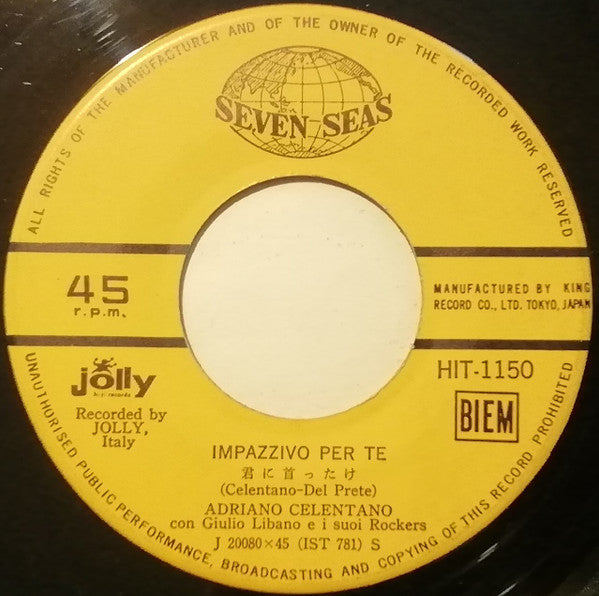 ALL RIGHTS OF THE MANUFACTURER AND OF THE OWNER OF THE RECORDED WORK RESERVED
SEVEN SEAS
45
r.p.m.
MANUFACTURED BY KING
RECORD CO., LTD. TOKYO, JAPAN
jolly
hi-fi records
Recorded by
JOLLY,
Italy
HIT-1150
BIEM
IMPAZZIVO PER TE
君に首ったけ
(Celentano-Del Prete)
ADRIANO CELENTANO
con Giulio Libano e i suoi Rockers
J 20080×45 (IST 781) S
UNAUTHORISED PUBLIC PERFORMANCE, BROADCASTING AND COPYING OF THIS RECORD PROHIBITED